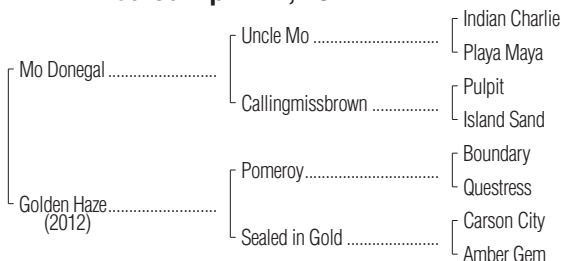 Indian Charlie
Uncle Mo ................................
Playa Maya
Mo Donegal ............................
Pulpit
Callingmissbrown .................
Island Sand
Boundary
Pomeroy..................................
Questress
Golden Haze............................
(2012)
Carson City
Sealed in Gold .......................
Amber Gem